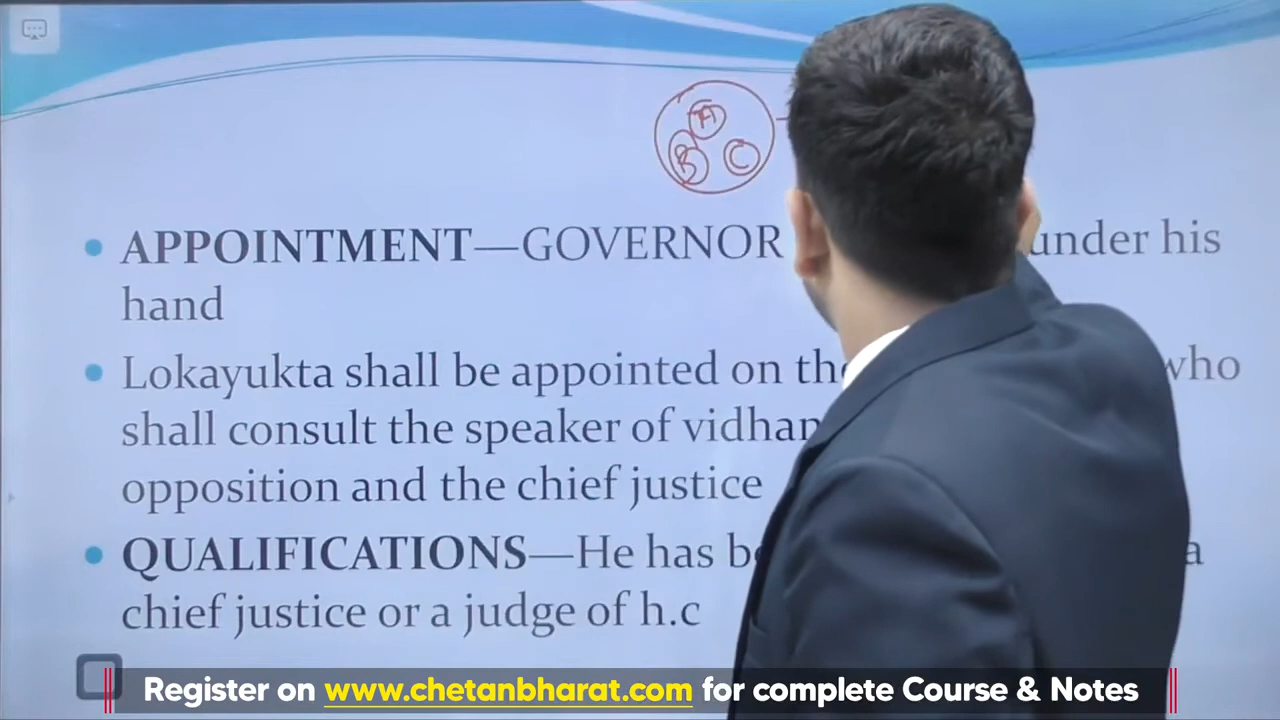 A
B C
APPOINTMENT—GOVERNOR under his
hand
Lokayukta shall be appointed on the who
shall consult the speaker of vidhan
opposition and the chief justice
QUALIFICATIONS—He has a
chief justice or a judge of h.c
Register on www.chetanbharat.com for complete Course & Notes